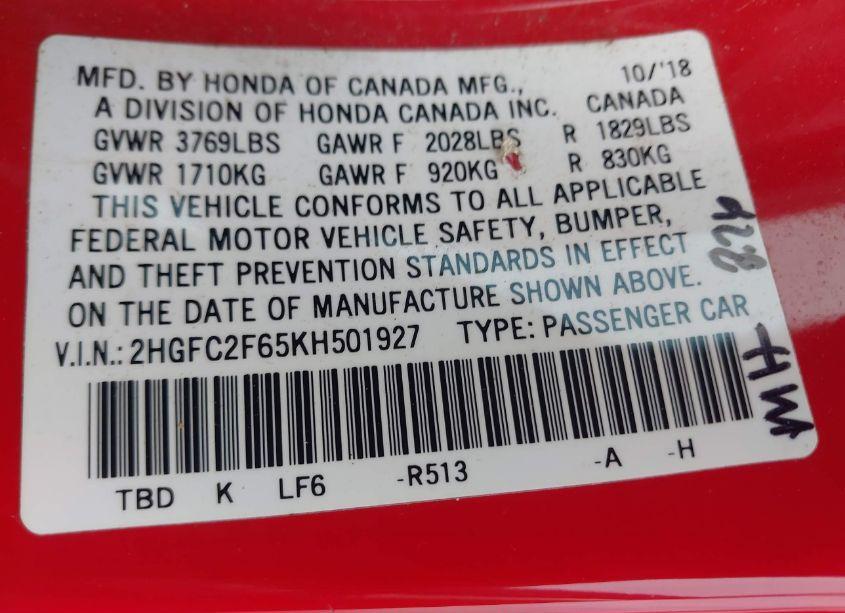 MFD. BY HONDA OF CANADA MFG., 10/'18
A DIVISION OF HONDA CANADA INC. CANADA
GVWR 3769LBS GAWR F 2028LBS R 1829LBS
GVWR 1710KG GAWR F 920KG R 830KG
THIS VEHICLE CONFORMS TO ALL APPLICABLE
FEDERAL MOTOR VEHICLE SAFETY, BUMPER,
AND THEFT PREVENTION STANDARDS IN EFFECT
ON THE DATE OF MANUFACTURE SHOWN ABOVE.
V.I.N.: 2HGFC2F65KH501927 TYPE: PASSENGER CAR
TBD K LF6 -R513 -A -H